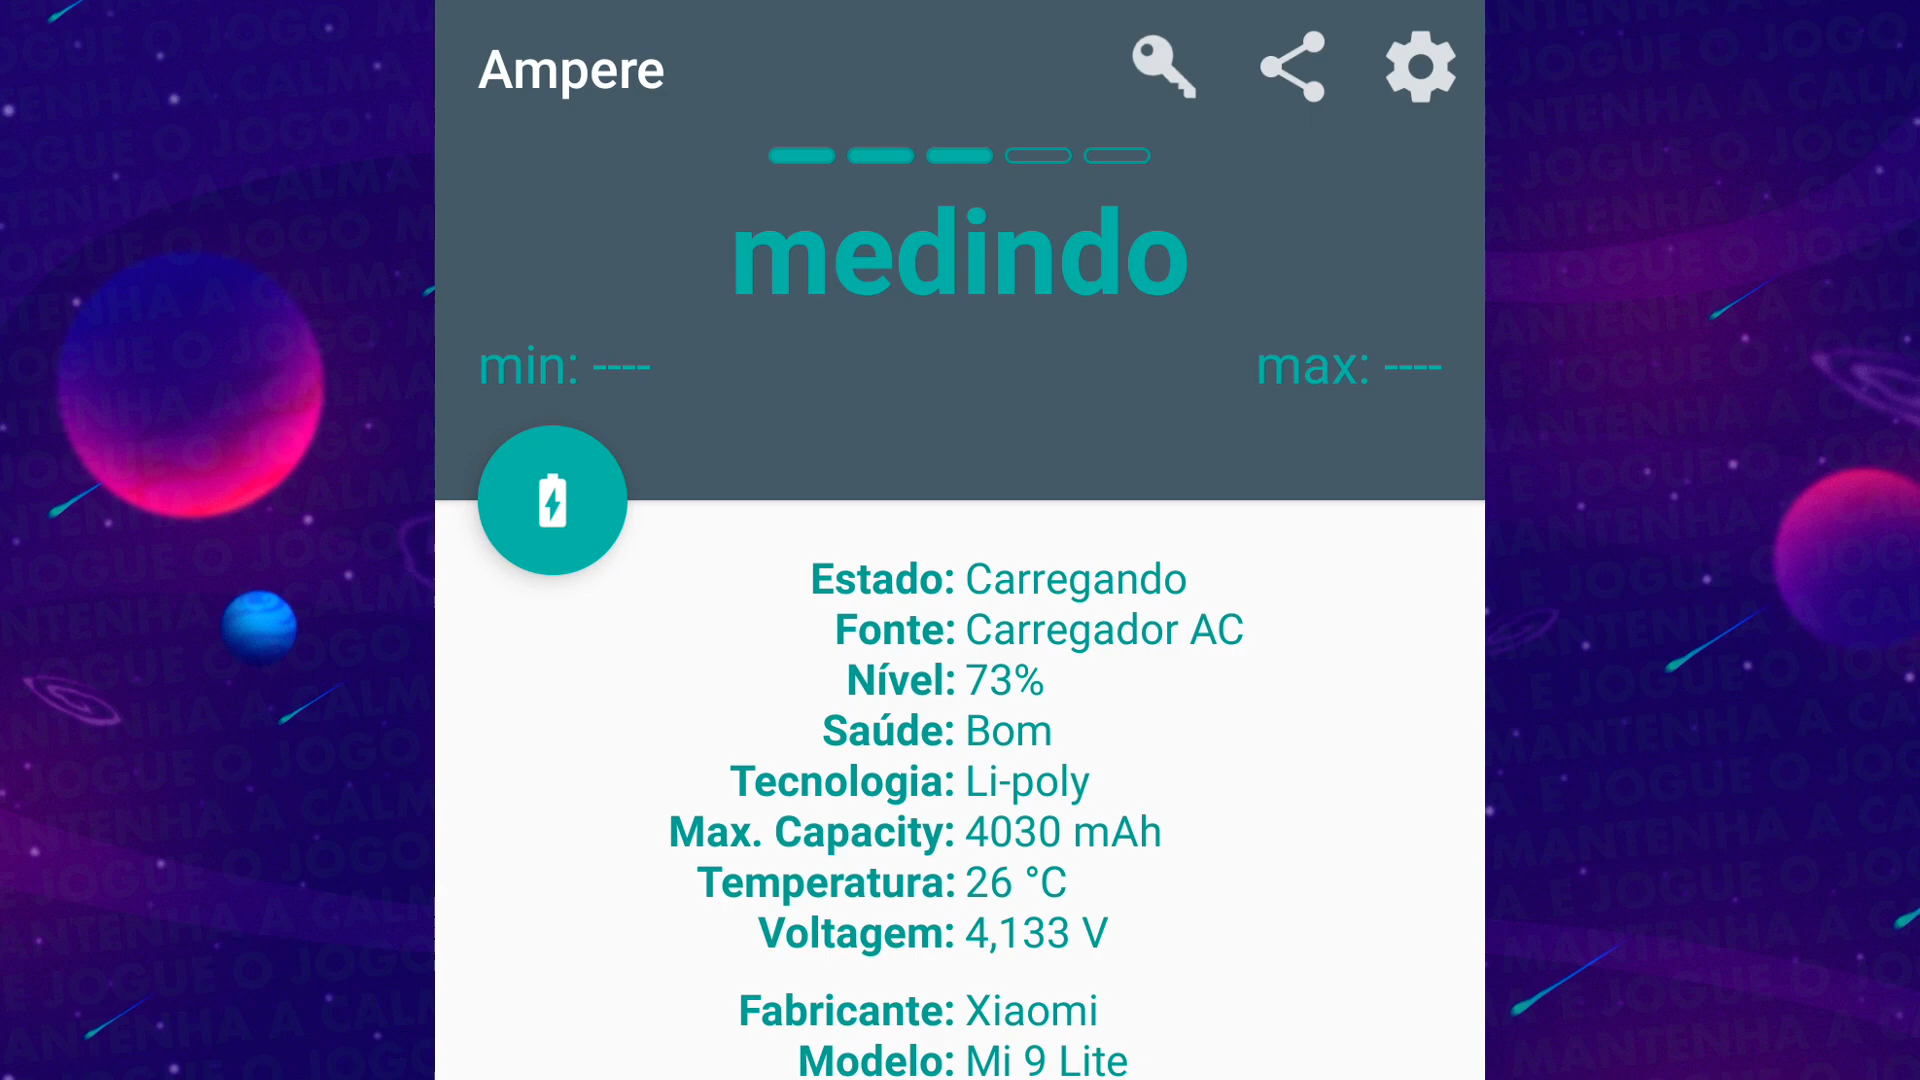 Ampere
medindo
min: ----
max: ----
Estado: Carregando
Fonte: Carregador AC
Nível: 73%
Saúde: Bom
Tecnologia: Li-poly
Max. Capacity: 4030 mAh
Temperatura: 26 °C
Voltagem: 4,133 V
Fabricante: Xiaomi
Modelo: Mi 9 Lite